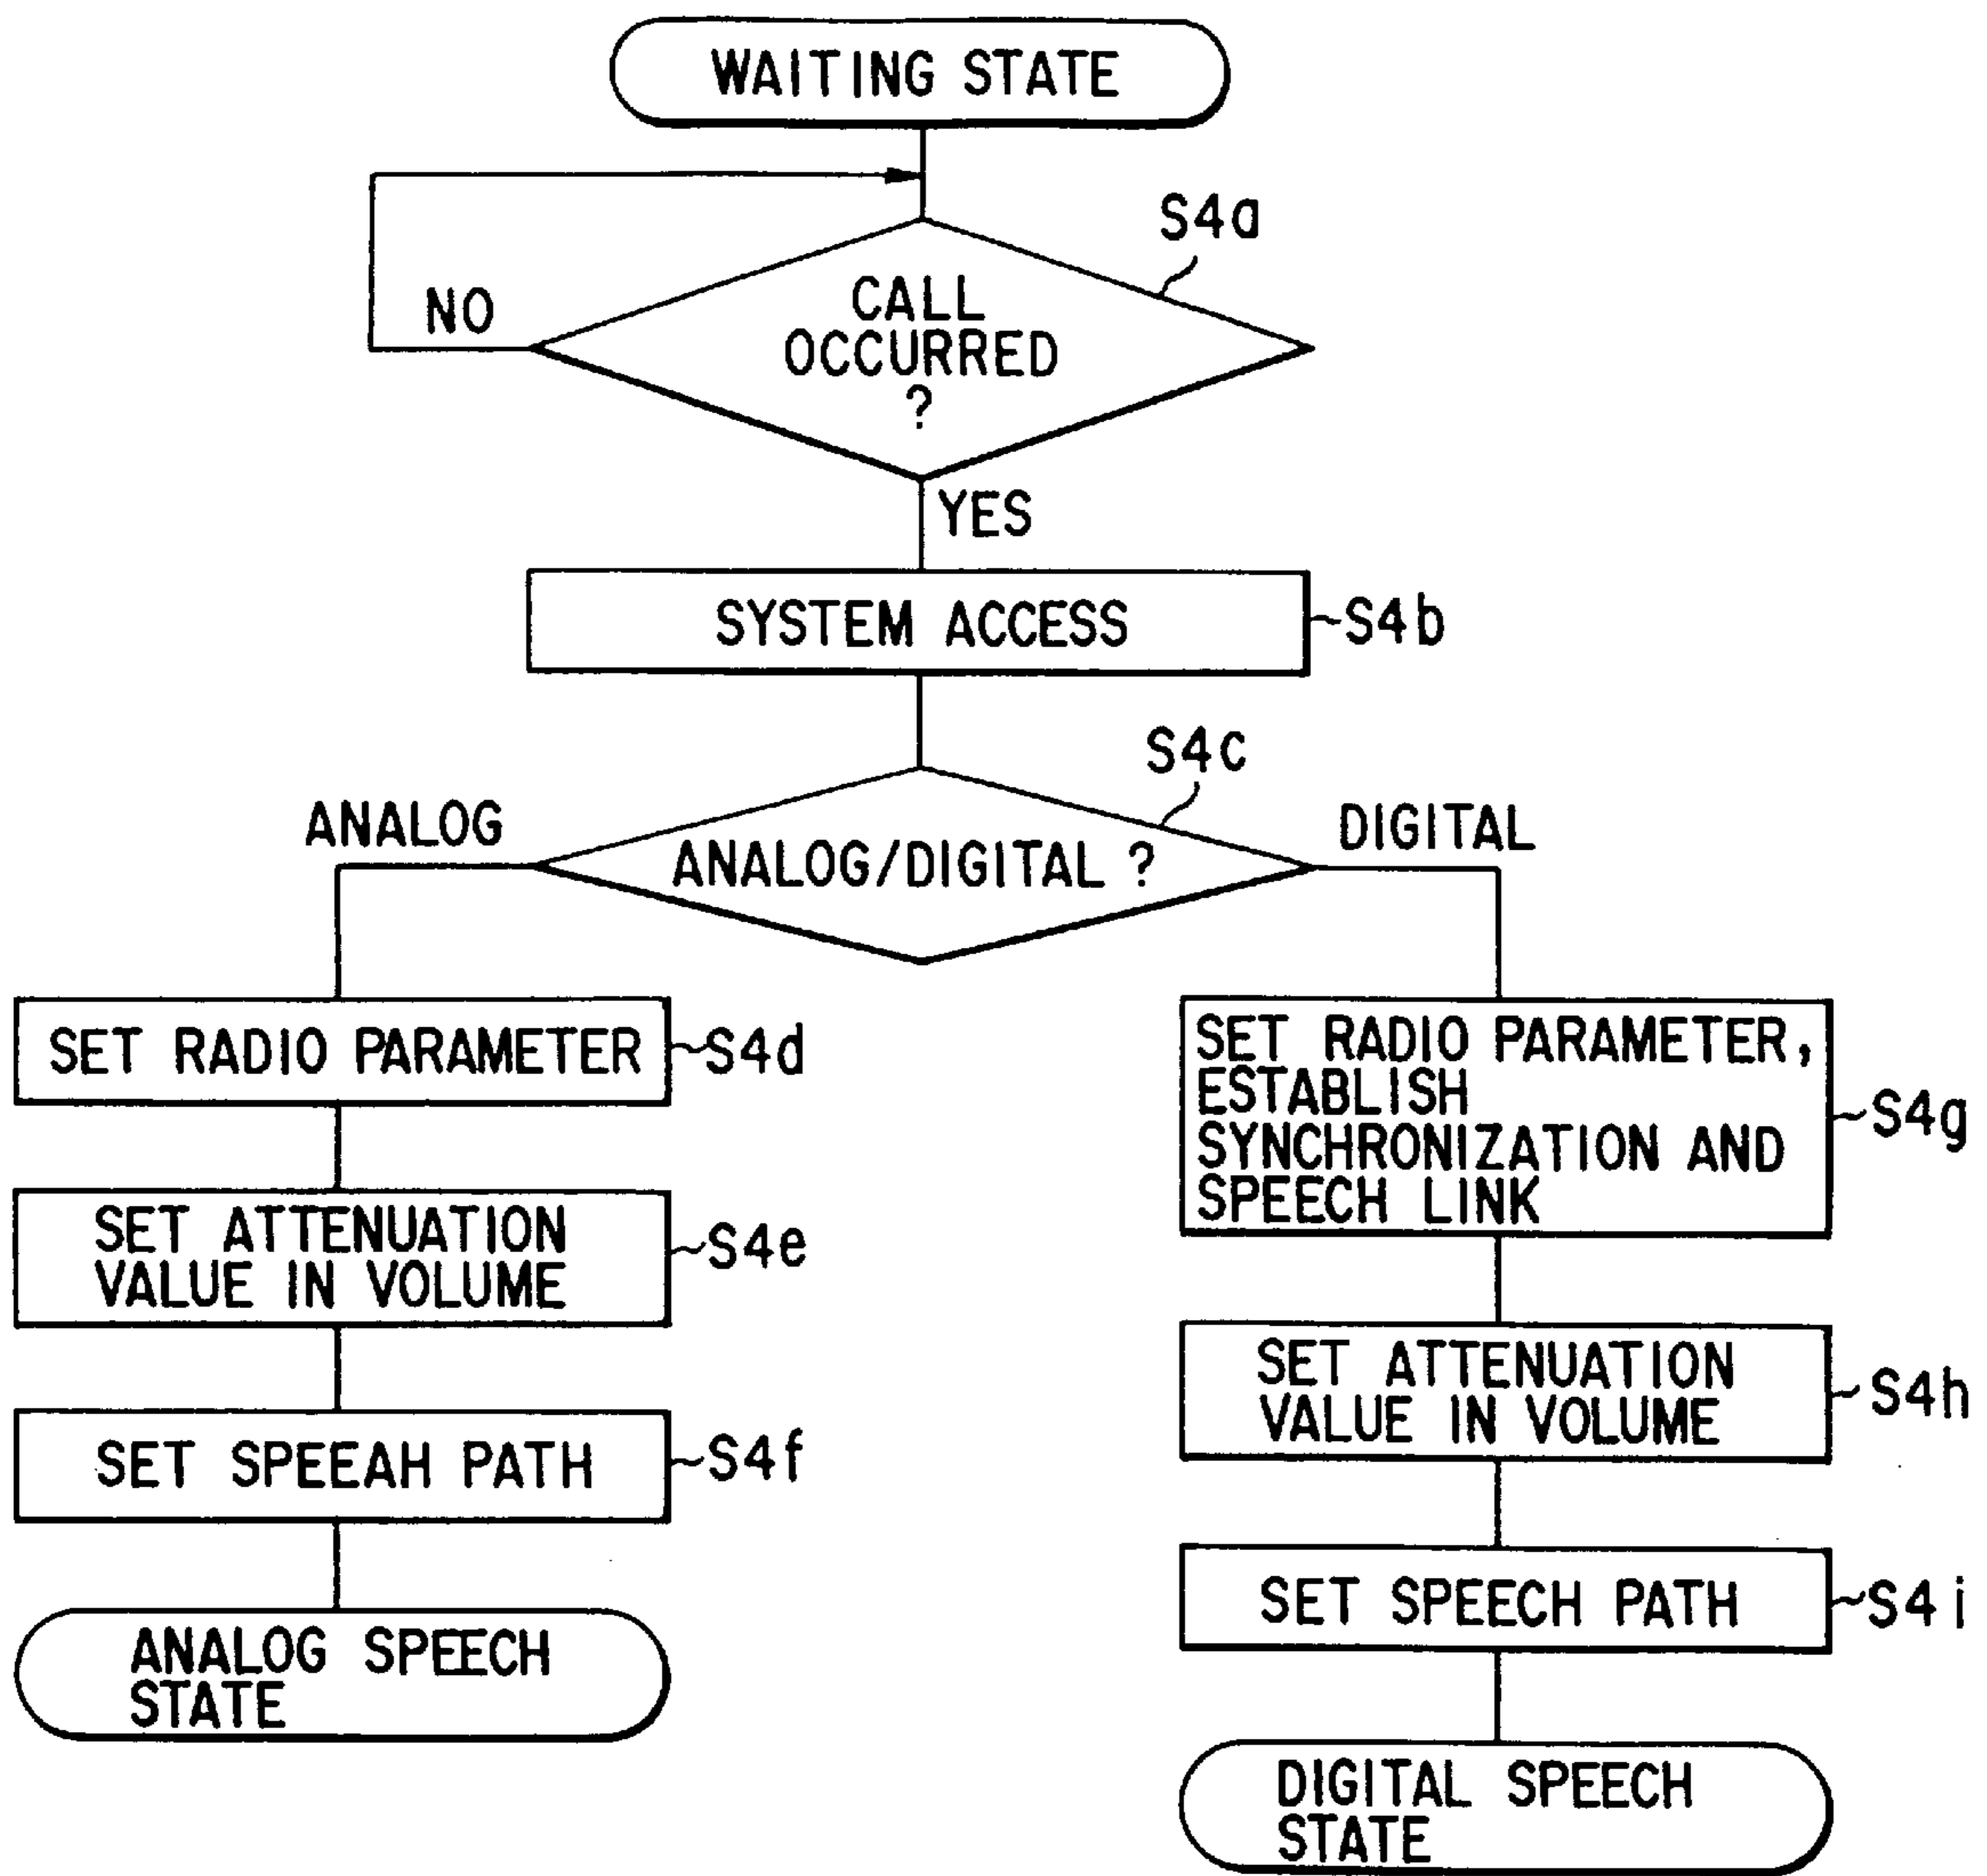 WAITING STATE
S4a
CALL
OCCURRED
?
NO
YES
SYSTEM ACCESS
S4b
S4c
ANALOG
ANALOG/DIGITAL ?
DIGITAL
SET RADIO PARAMETER
S4d
SET ATTENUATION
VALUE IN VOLUME
S4e
SET SPEEAH PATH
S4f
ANALOG SPEECH
STATE
SET RADIO PARAMETER,
ESTABLISH
SYNCHRONIZATION AND
SPEECH LINK
S4g
SET ATTENUATION
VALUE IN VOLUME
S4h
SET SPEECH PATH
S4i
DIGITAL SPEECH
STATE